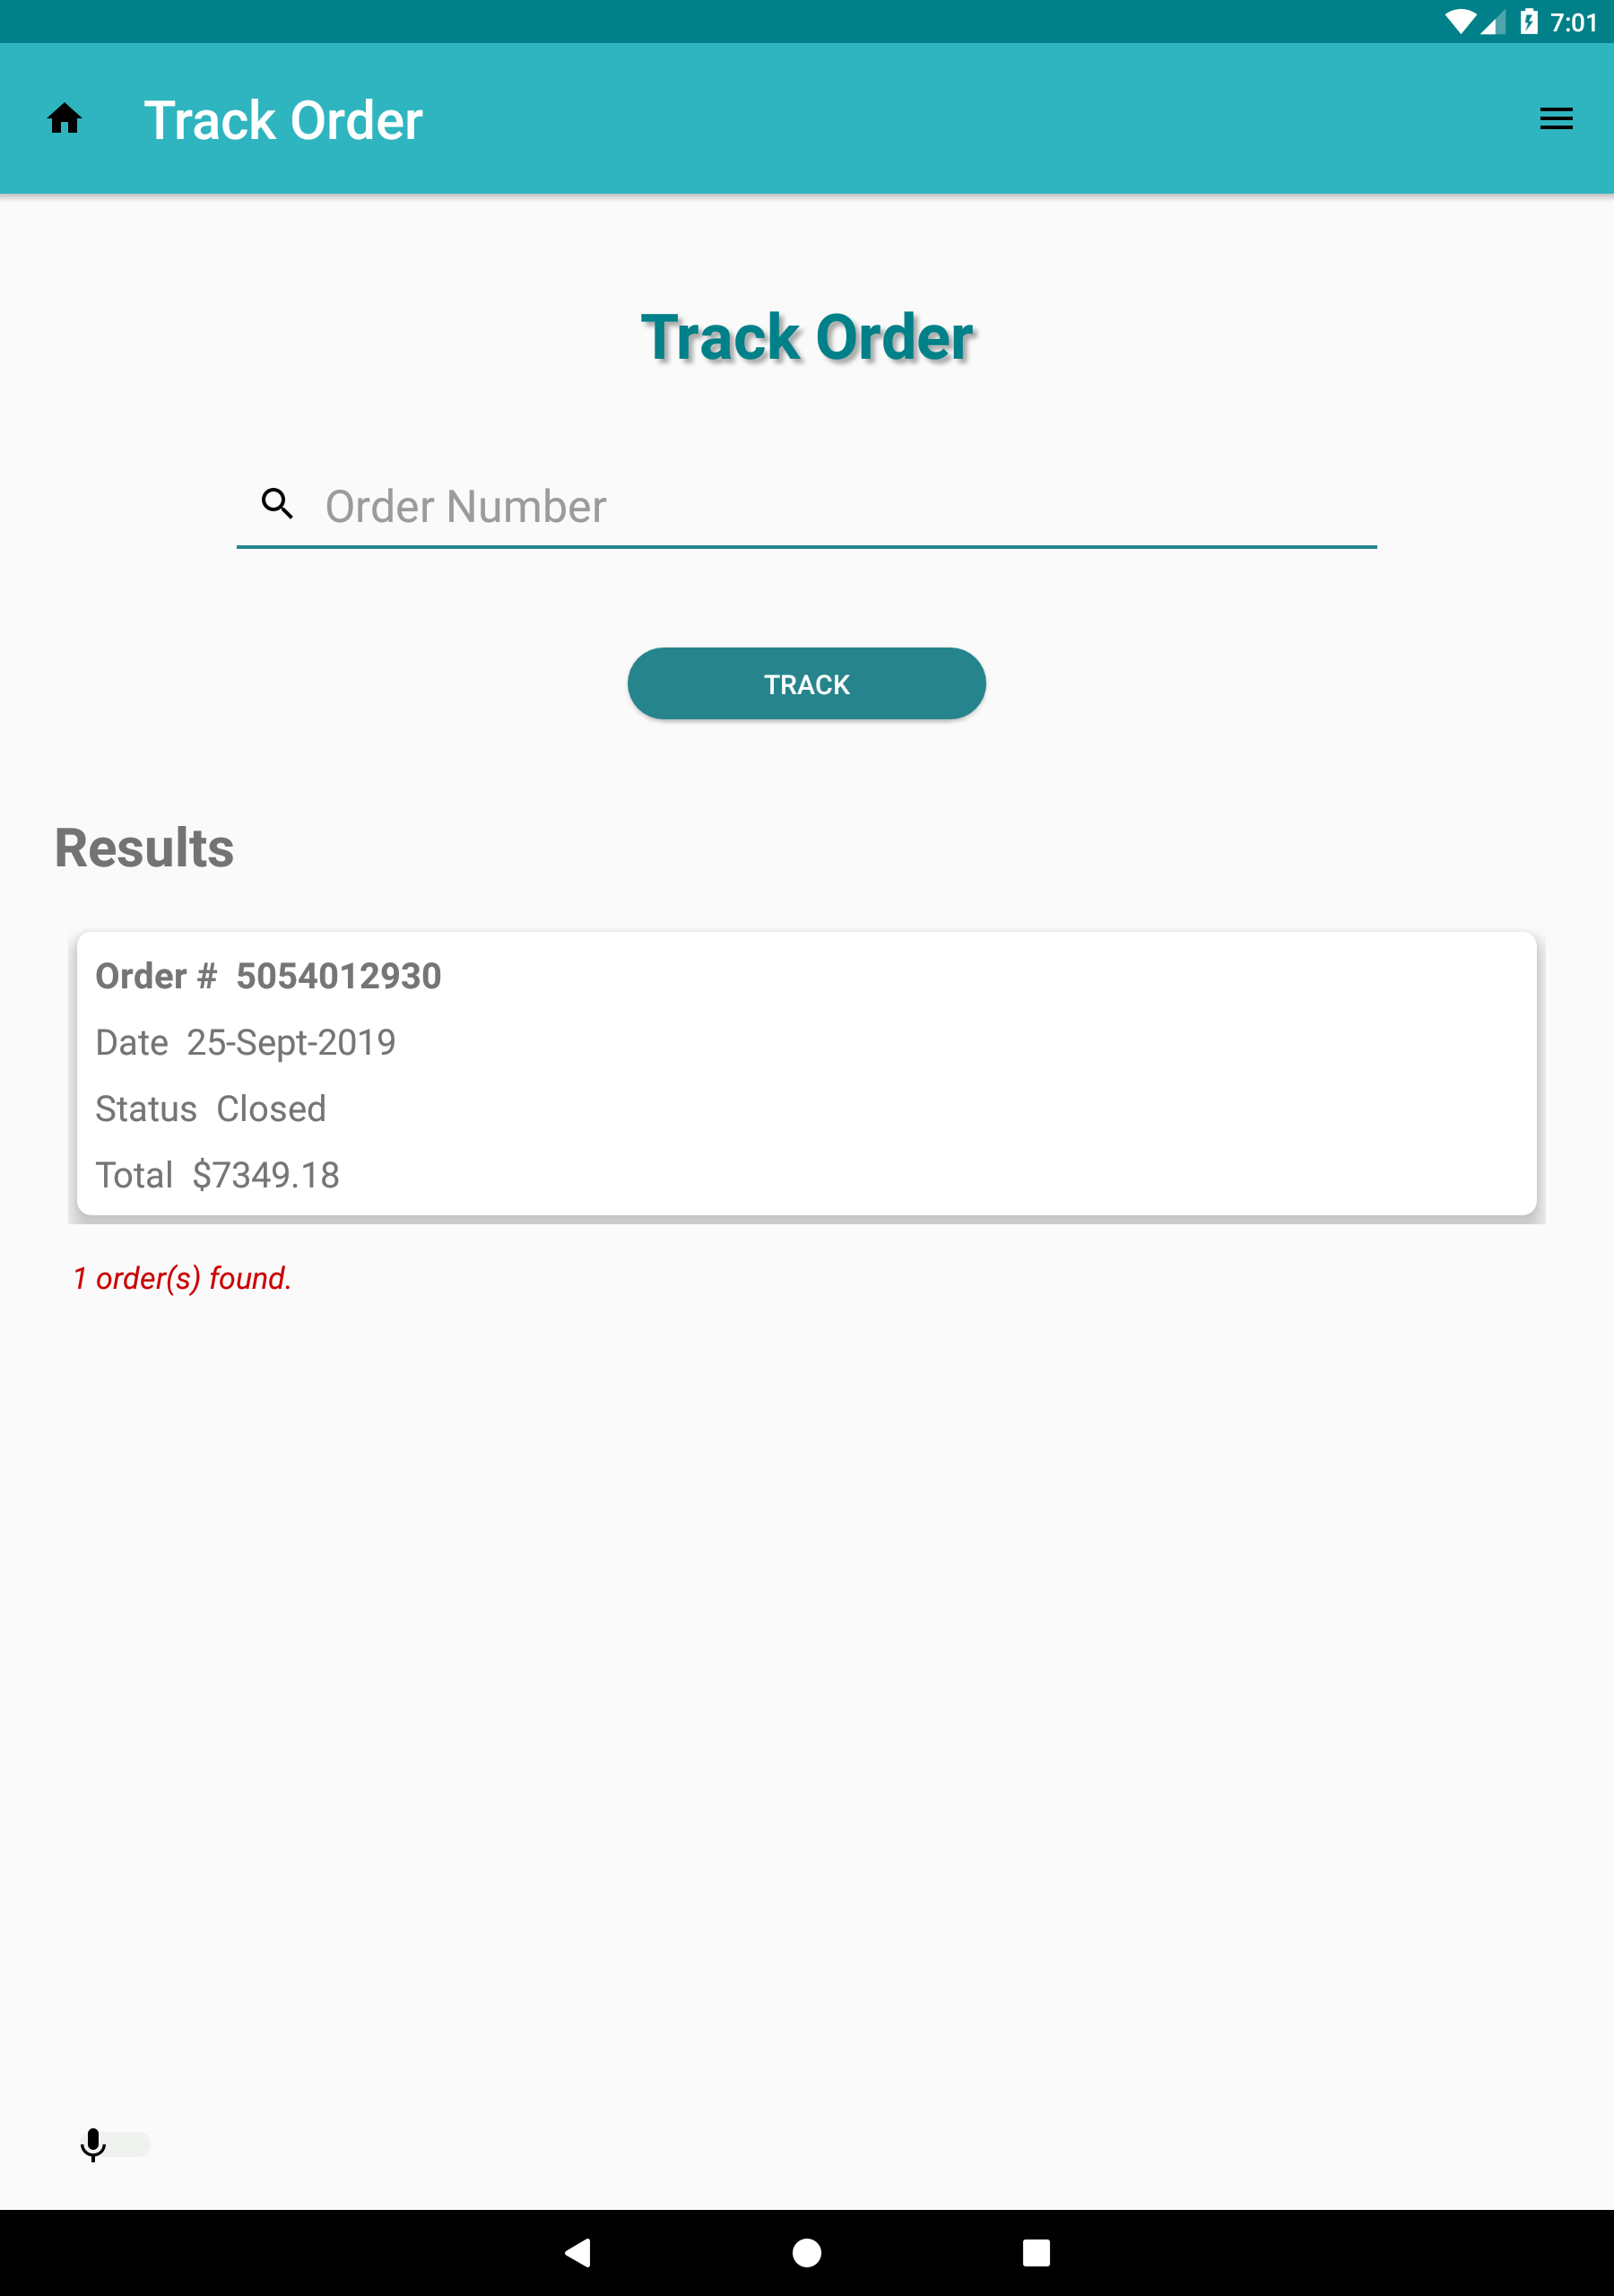 7:01
Track Order
Track Order
Order Number
TRACK
Results
Order # 5054012930
Date 25-Sept-2019
Status Closed
Total $7349.18
1 order(s) found.